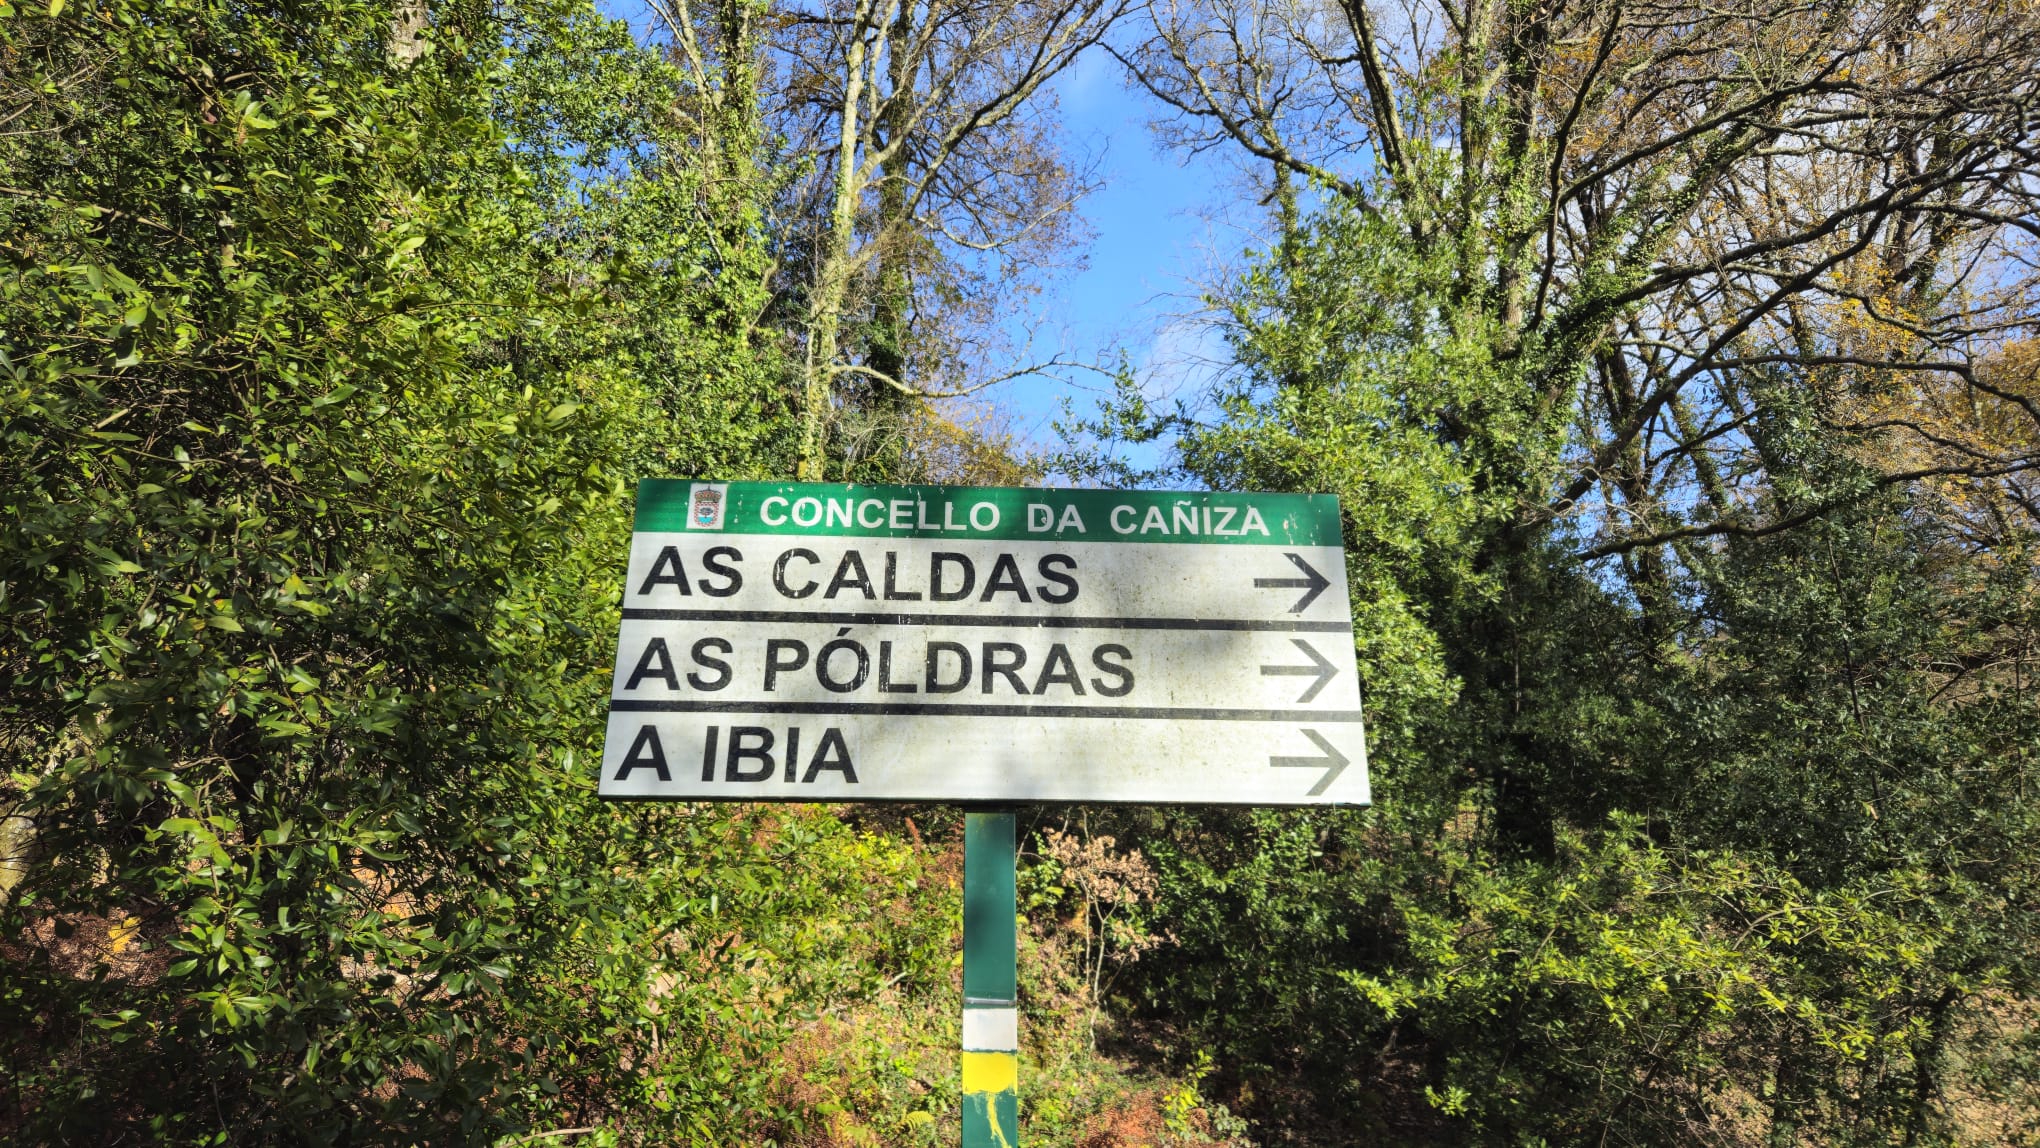 CONCELLO DA CAÑIZA
AS CALDAS
AS PÓLDRAS
A IBIA